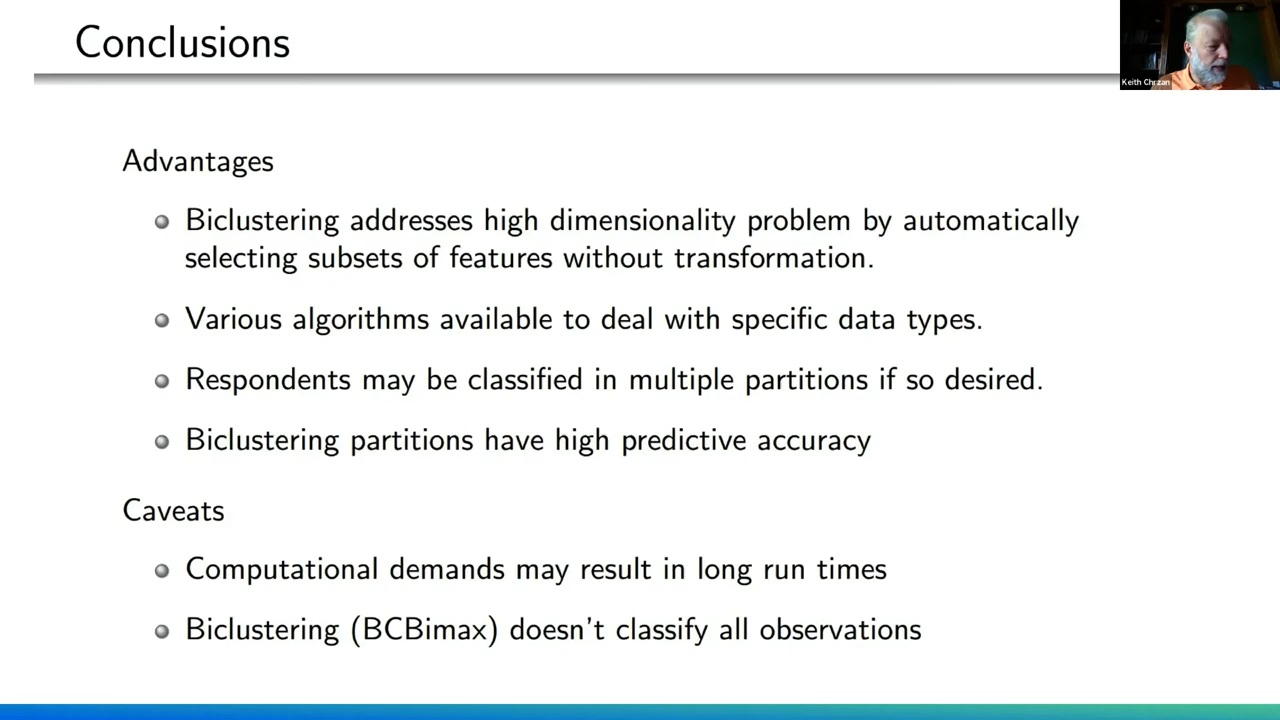 Conclusions
Keith Chrzan
Advantages
Biclustering addresses high dimensionality problem by automatically
selecting subsets of features without transformation.
Various algorithms available to deal with specific data types.
Respondents may be classified in multiple partitions if so desired.
Biclustering partitions have high predictive accuracy
Caveats
Computational demands may result in long run times
Biclustering (BCBimax) doesn't classify all observations